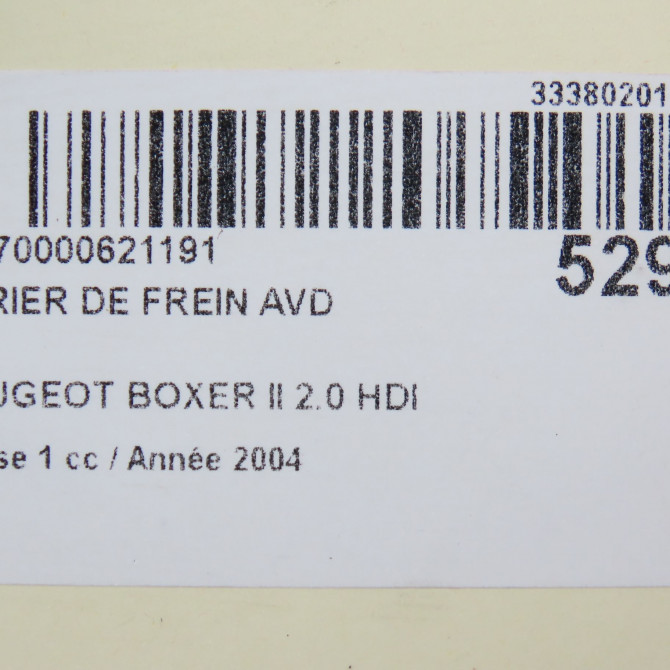 33380201
70000621191
529
RIER DE FREIN AVD
UGEOT BOXER II 2.0 HDI
se 1 cc / Année 2004